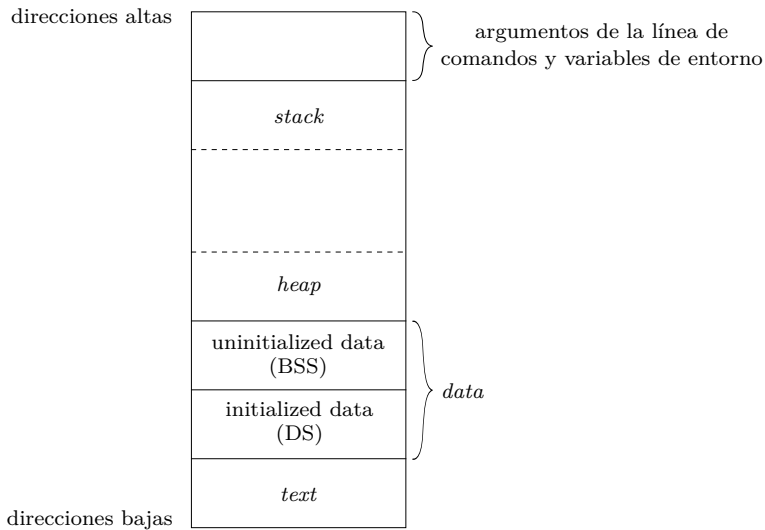 direcciones altas
argumentos de la línea de
comandos y variables de entorno
stack
heap
uninitialized data
(BSS)
data
initialized data
(DS)
text
direcciones bajas